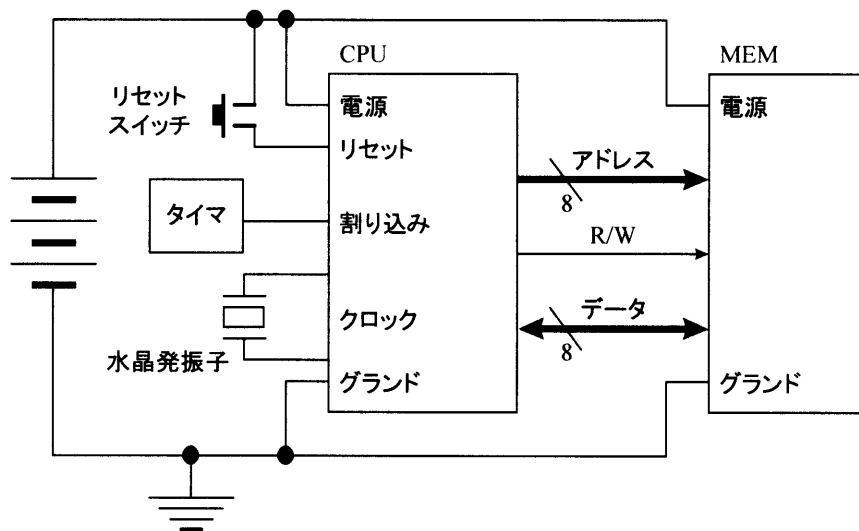 CPU
MEM
リセット
スイッチ
電源
リセット
電源
アドレス
8
タイマ
割り込み
R/W
クロック
データ
8
水晶発振子
グランド
グランド